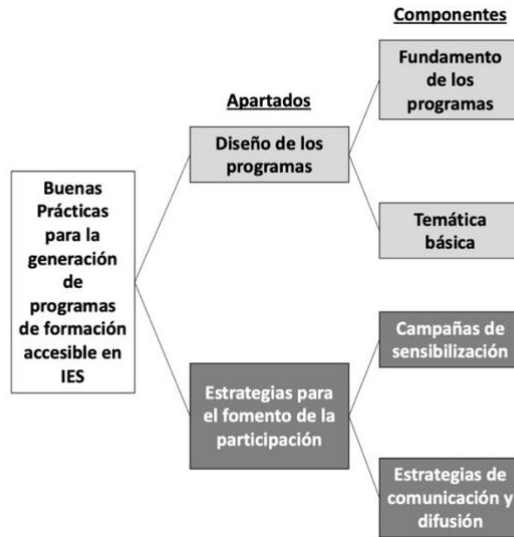 Componentes
Fundamento
de los
programas
Apartados
Diseño de los
programas
Buenas
Prácticas
para la
generación
de
programas
de formación
accesible en
IES
Temática
básica
Campañas de
sensibilización
Estrategias para
el fomento de la
participación
Estrategias de
comunicación y
difusión